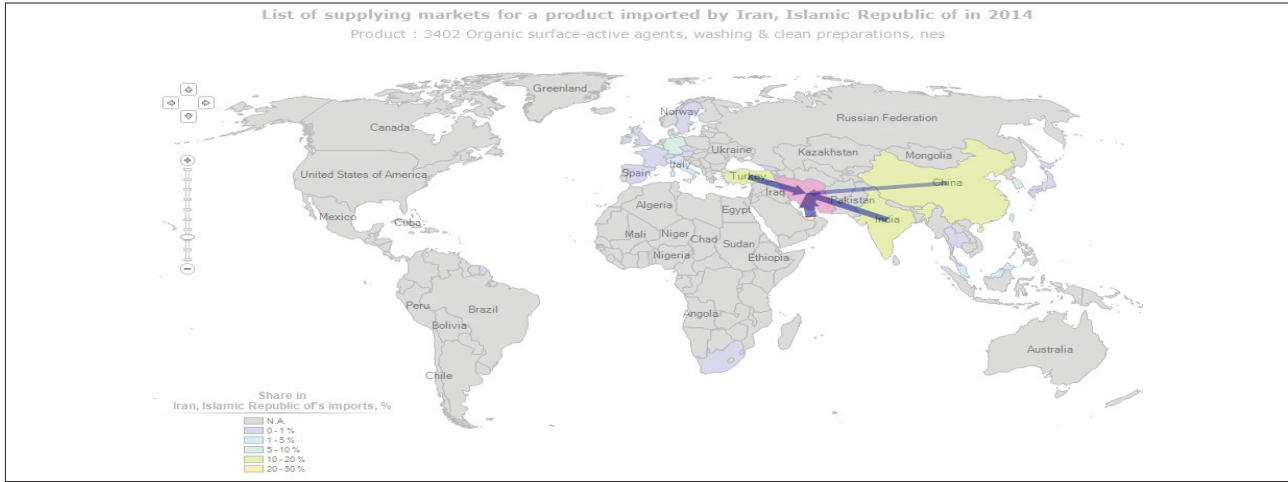 List of supplying markets for a product imported by Iran, Islamic Republic of in 2014
Product : 3402 Organic surface-active agents, washing & clean preparations, nes
Greenland
Norway
Russian Federation
Canada
Ukraine
Kazakhstan
Mongolia
Italy
United States of America
Spain
Turkey
China
Iraq
Pakistan
Algeria
Egypt
Mexico
Cuba
India
Mali
Niger
Chad
Sudan
Nigeria
Ethiopia
Peru
Brazil
Angola
Bolivia
Australia
Chile
Share in
Iran, Islamic Republic of's imports, %
N.A.
0 - 1 %
1 - 5 %
5 - 10 %
10 - 20 %
20 - 50 %